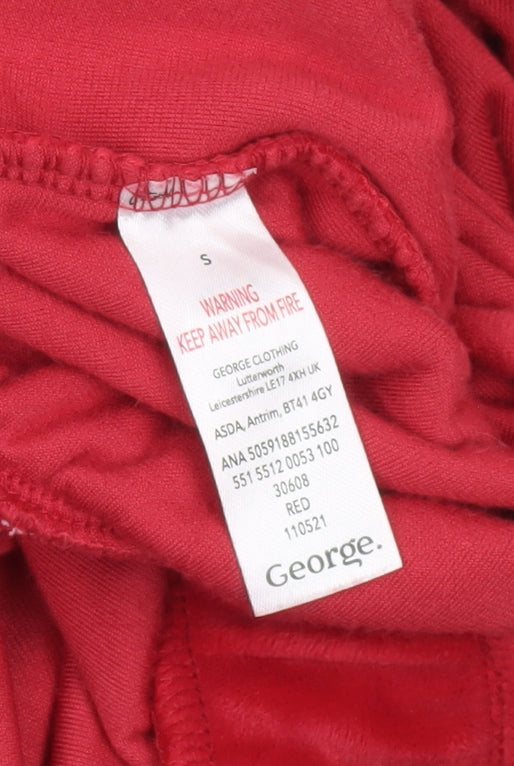 S
WARNING
KEEP AWAY FROM FIRE
GEORGE CLOTHING
Lutterworth
Leicestershire LE17 4XH UK
ASDA, Antrim, BT41 4GY
ANA 5059188155632
551 5512 0053 100
30608
RED
110521
George.